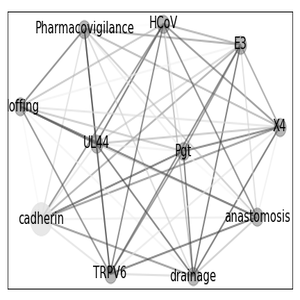 HCoV
Pharmacovigilance
E3
offing
X4
UL44
Pgt
cadherin
anastomosis
TRPV6
drainage